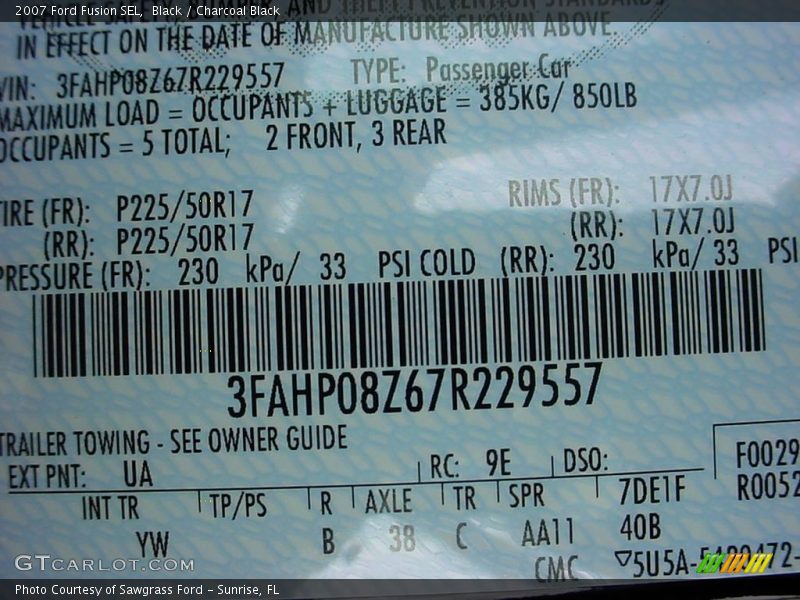 2007 Ford Fusion SEL, Black / Charcoal Black
IN EFFECT ON THE DATE OF MANUFACTURE SHOWN ABOVE.
VIN: 3FAHP08Z67R229557 TYPE: Passenger Car
MAXIMUM LOAD = OCCUPANTS + LUGGAGE = 385KG/ 850LB
OCCUPANTS = 5 TOTAL; 2 FRONT, 3 REAR
TIRE (FR): P225/50R17 RIMS (FR): 17X7.0J
(RR): P225/50R17 (RR): 17X7.0J
PRESSURE (FR): 230 kPa/ 33 PSI COLD (RR): 230 kPa/ 33 PSI
3FAHP08Z67R229557
TRAILER TOWING - SEE OWNER GUIDE
EXT PNT: UA RC: 9E DSO: F0029
INT TR TP/PS R AXLE TR SPR 7DE1F R0052
YW B 38 C AA11 40B
CMC ▽5U5A-
GTCARLOT.COM
Photo Courtesy of Sawgrass Ford - Sunrise, FL